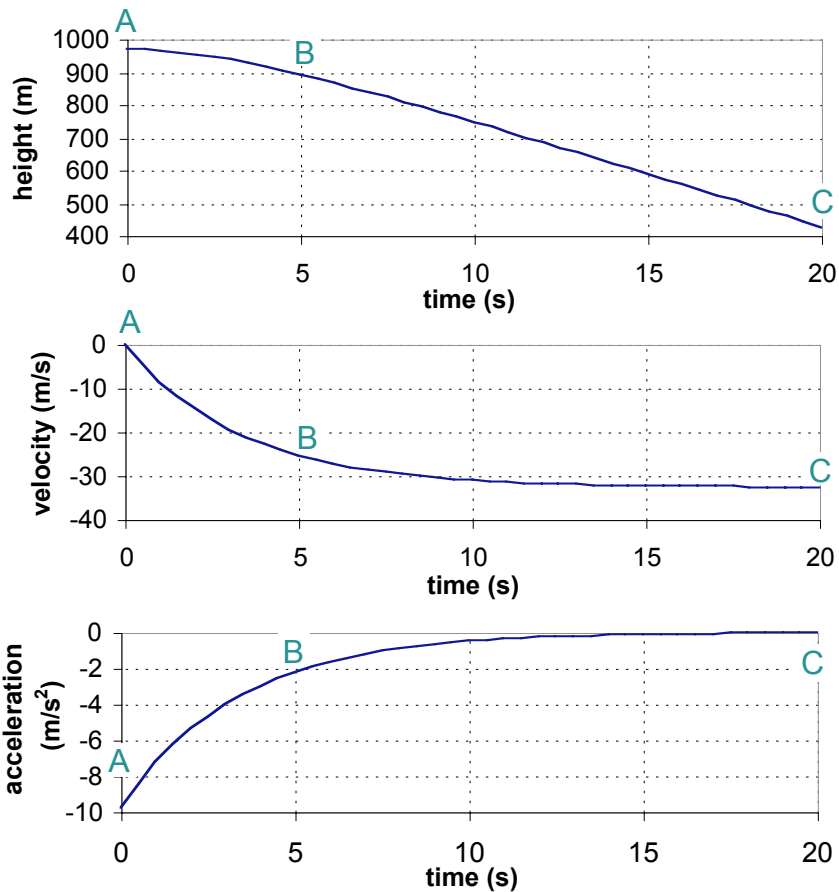 A
1000
900
800
700
600
500
400
height (m)
B
C
0 5 10 15 20
time (s)
A
0
-10
-20
-30
-40
velocity (m/s)
B
C
0 5 10 15 20
time (s)
0
-2
-4
-6
-8
-10
acceleration
(m/s²)
A
B
C
0 5 10 15 20
time (s)